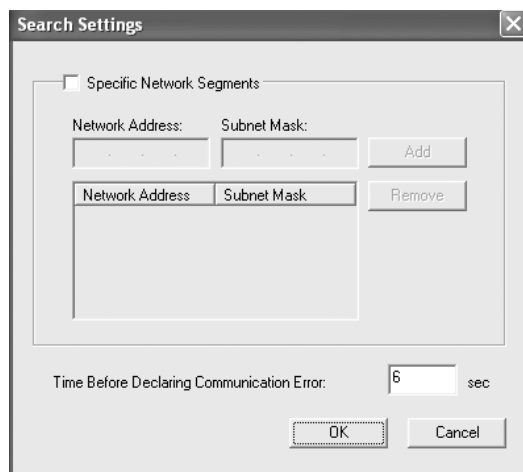 Search Settings
Specific Network Segments
Network Address: Subnet Mask:
Add
Network Address Subnet Mask
Remove
Time Before Declaring Communication Error: 6 sec
OK Cancel